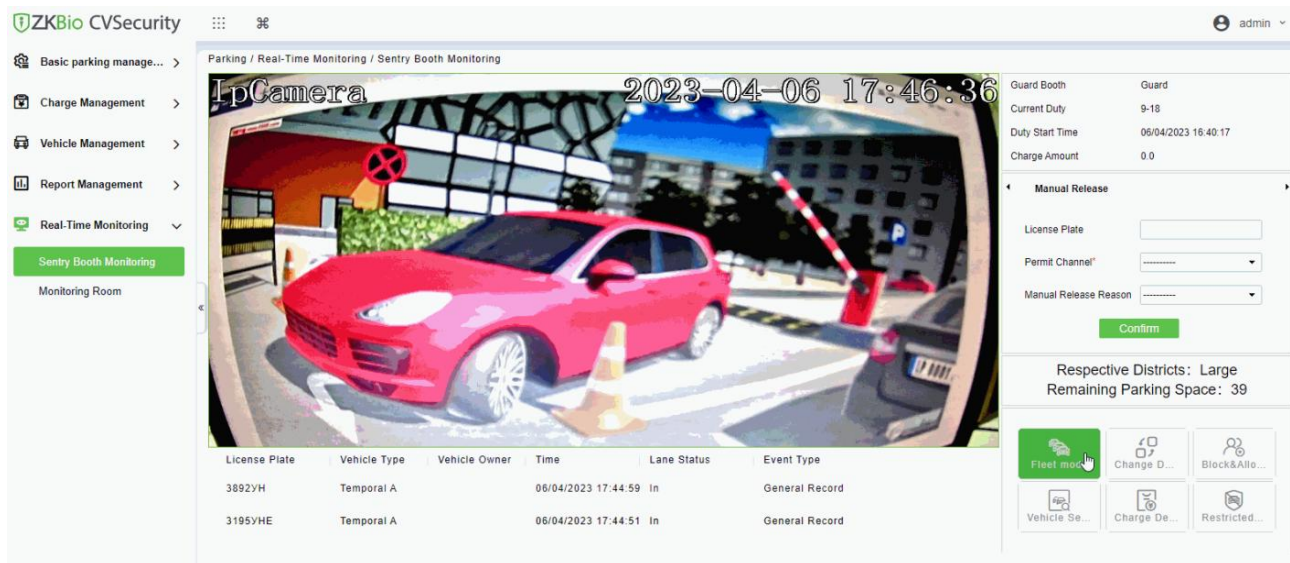 ZKBio CVSecurity
admin
Basic parking manage...
Charge Management
Vehicle Management
Report Management
Real-Time Monitoring
Sentry Booth Monitoring
Monitoring Room
Parking / Real-Time Monitoring / Sentry Booth Monitoring
IpCamera 2023-04-06 17:46:36
P
License Plate Vehicle Type Vehicle Owner Time Lane Status Event Type
3892УН Temporal A 06/04/2023 17:44:59 In General Record
3195УНЕ Temporal A 06/04/2023 17:44:51 In General Record
Guard Booth Guard
Current Duty 9-18
Duty Start Time 06/04/2023 16:40:17
Charge Amount 0.0
Manual Release
License Plate
Permit Channel* ----------
Manual Release Reason ----------
Confirm
Respective Districts: Large
Remaining Parking Space: 39
Fleet mod Change D... Block&Allo...
Vehicle Se... Charge De... Restricted...